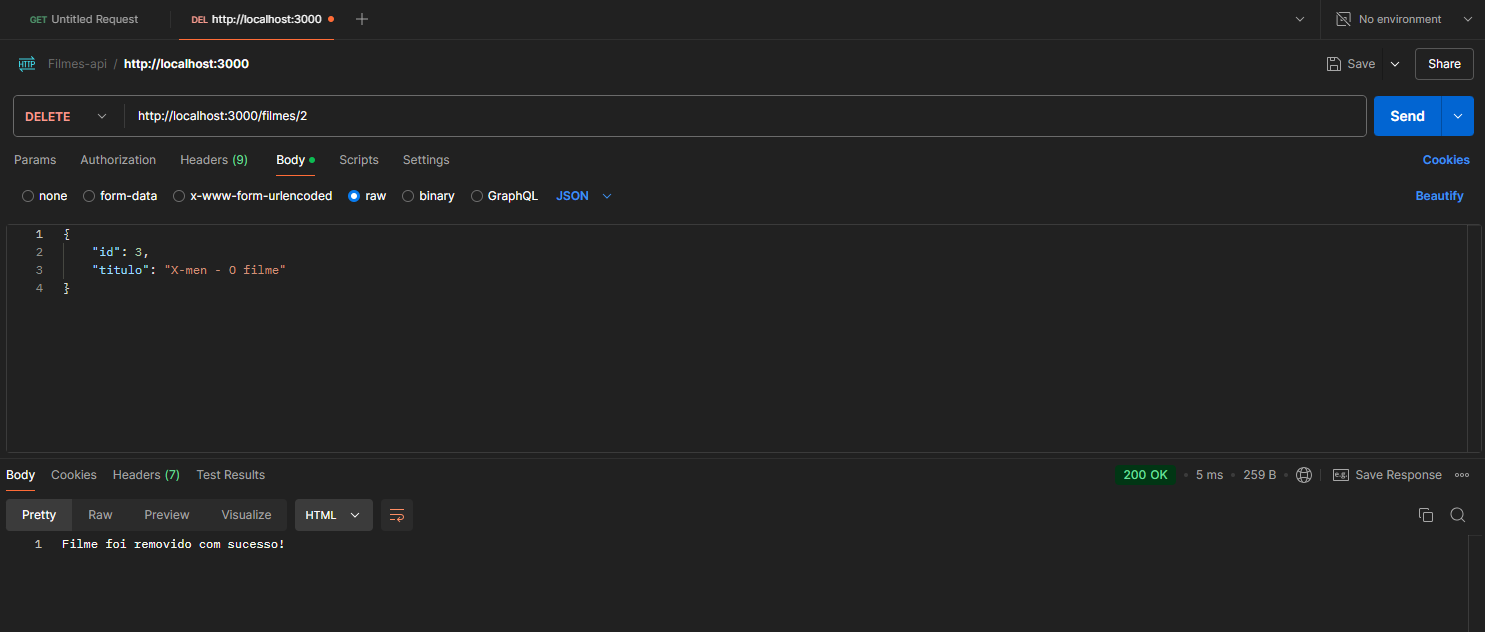 GET Untitled Request DEL http://localhost:3000 No environment
HTTP Filmes-api / http://localhost:3000 Save Share
DELETE http://localhost:3000/filmes/2 Send
Params Authorization Headers (9) Body Scripts Settings Cookies
none form-data x-www-form-urlencoded raw binary GraphQL JSON Beautify
1 {
2 "id": 3,
3 "titulo": "X-men - O filme"
4 }
Body Cookies Headers (7) Test Results 200 OK 5 ms 259 B e.g. Save Response
Pretty Raw Preview Visualize HTML
1 Filme foi removido com sucesso!